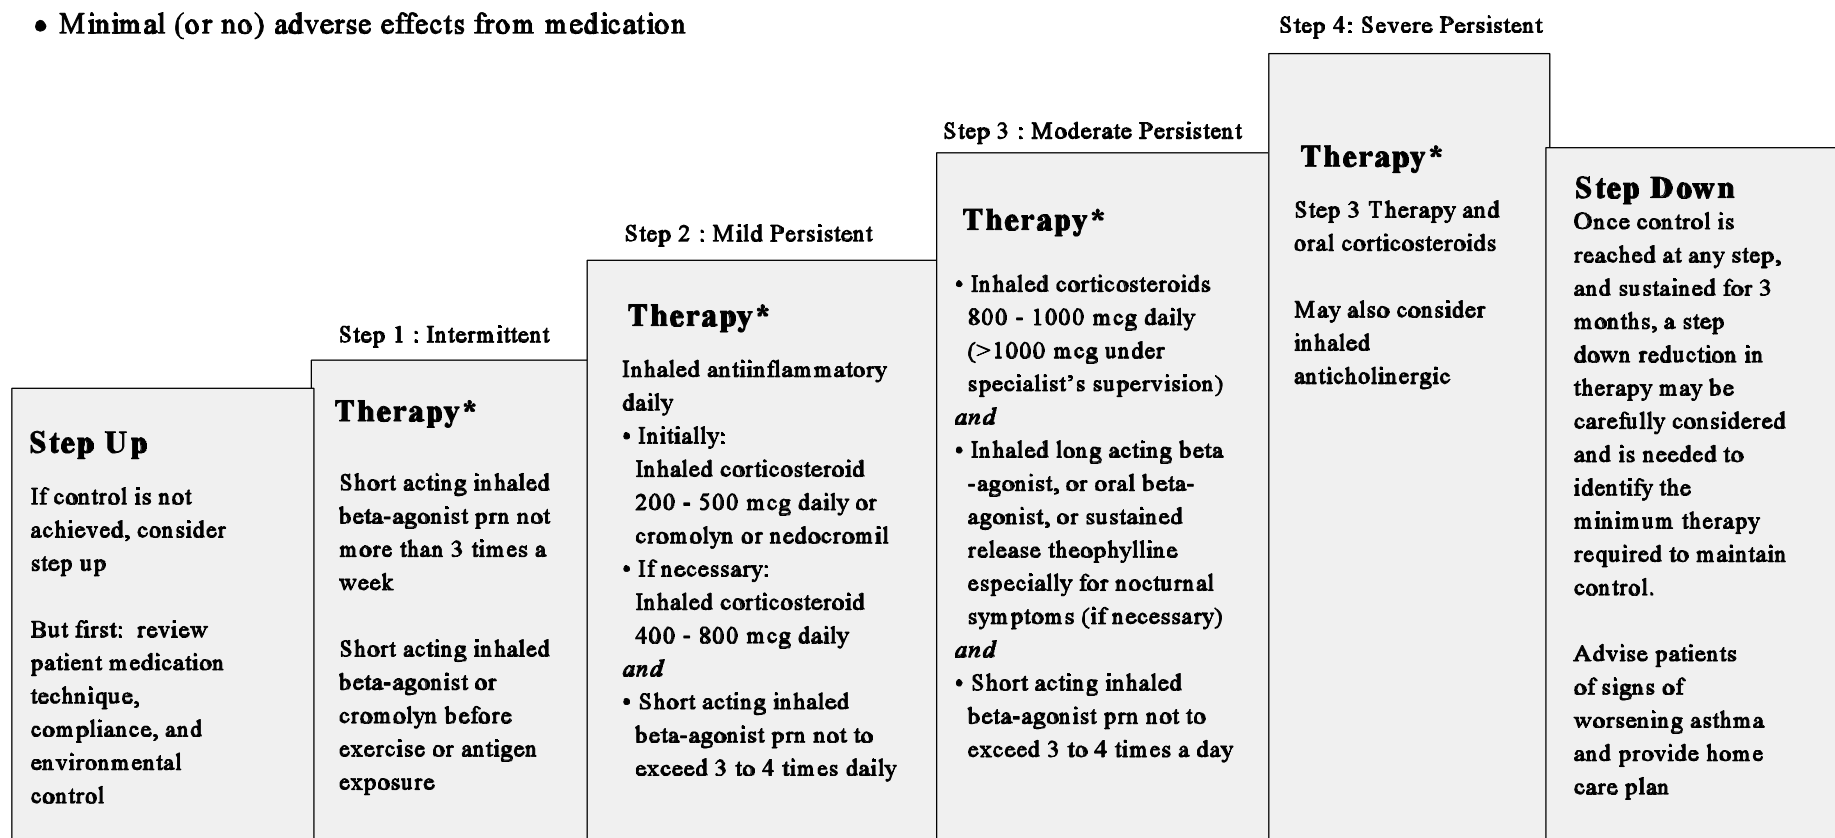 • Minimal (or no) adverse effects from medication
Step Up
If control is not
achieved, consider
step up
But first: review
patient medication
technique,
compliance, and
environmental
control
Step 1 : Intermittent
Therapy*
Short acting inhaled
beta-agonist prn not
more than 3 times a
week
Short acting inhaled
beta-agonist or
cromolyn before
exercise or antigen
exposure
Step 2 : Mild Persistent
Therapy*
Inhaled antiinflammatory
daily
• Initially:
Inhaled corticosteroid
200 - 500 mcg daily or
cromolyn or nedocromil
• If necessary:
Inhaled corticosteroid
400 - 800 mcg daily
and
• Short acting inhaled
beta-agonist prn not to
exceed 3 to 4 times daily
Step 3 : Moderate Persistent
Therapy*
• Inhaled corticosteroids
800 - 1000 mcg daily
(>1000 mcg under
specialist's supervision)
and
• Inhaled long acting beta
-agonist, or oral beta-
agonist, or sustained
release theophylline
especially for nocturnal
symptoms (if necessary)
and
• Short acting inhaled
beta-agonist prn not to
exceed 3 to 4 times a day
Step 4: Severe Persistent
Therapy*
Step 3 Therapy and
oral corticosteroids
May also consider
inhaled
anticholinergic
Step Down
Once control is
reached at any step,
and sustained for 3
months, a step
down reduction in
therapy may be
carefully considered
and is needed to
identify the
minimum therapy
required to maintain
control.
Advise patients
of signs of
worsening asthma
and provide home
care plan